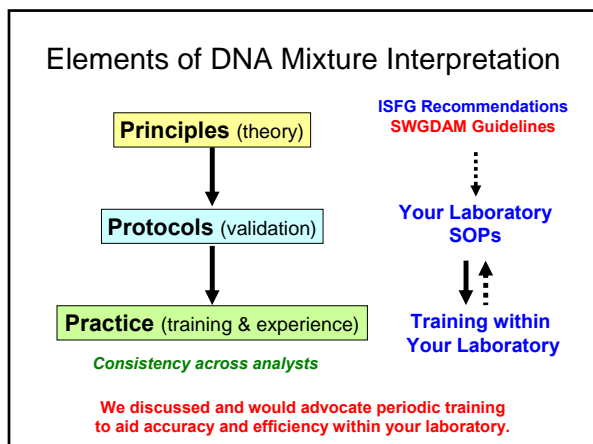 Elements of DNA Mixture Interpretation
ISFG Recommendations
SWGDAM Guidelines
Principles (theory)
Protocols (validation)
Your Laboratory
SOPs
Practice (training & experience)
Training within
Your Laboratory
Consistency across analysts
We discussed and would advocate periodic training
to aid accuracy and efficiency within your laboratory.